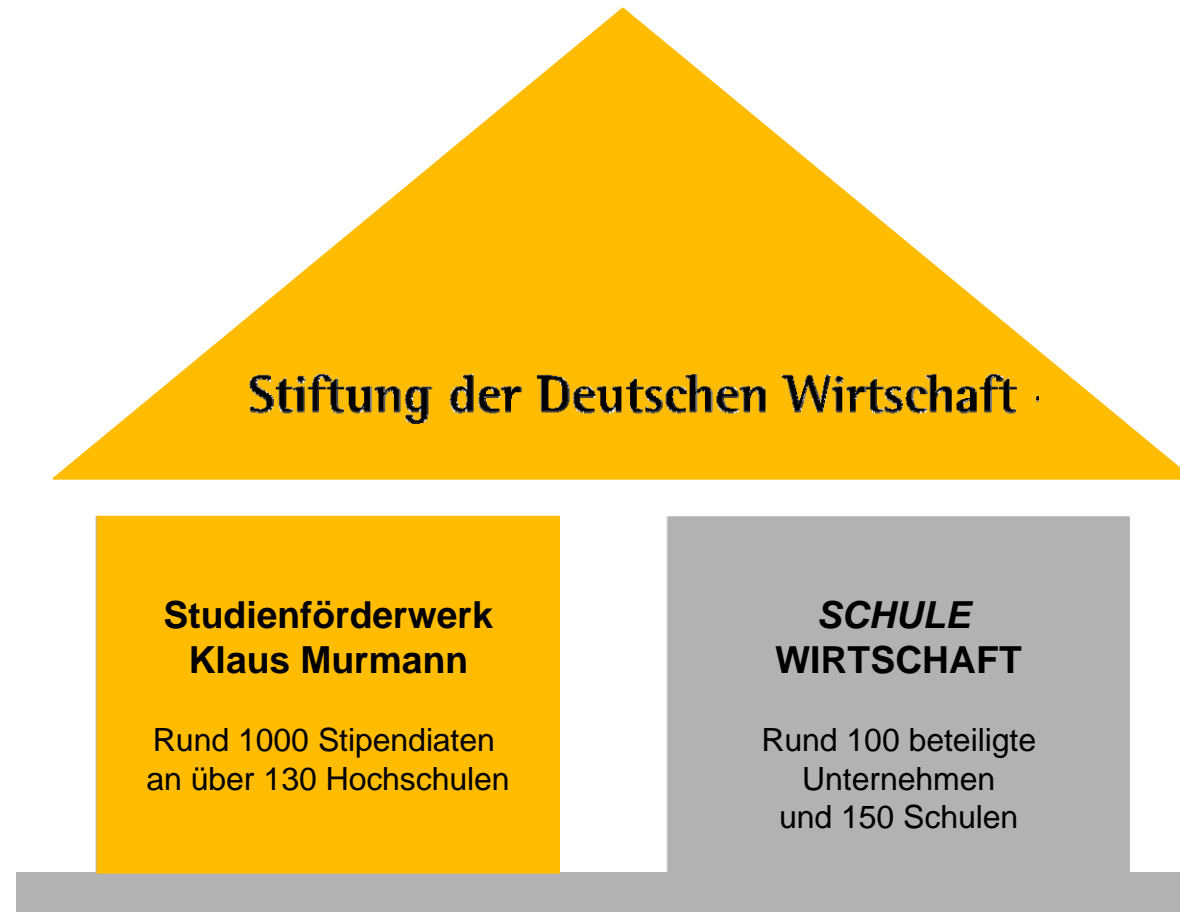 Stiftung der Deutschen Wirtschaft
Studienförderwerk
Klaus Murmann
Rund 1000 Stipendiaten
an über 130 Hochschulen
SCHULE
WIRTSCHAFT
Rund 100 beteiligte
Unternehmen
und 150 Schulen